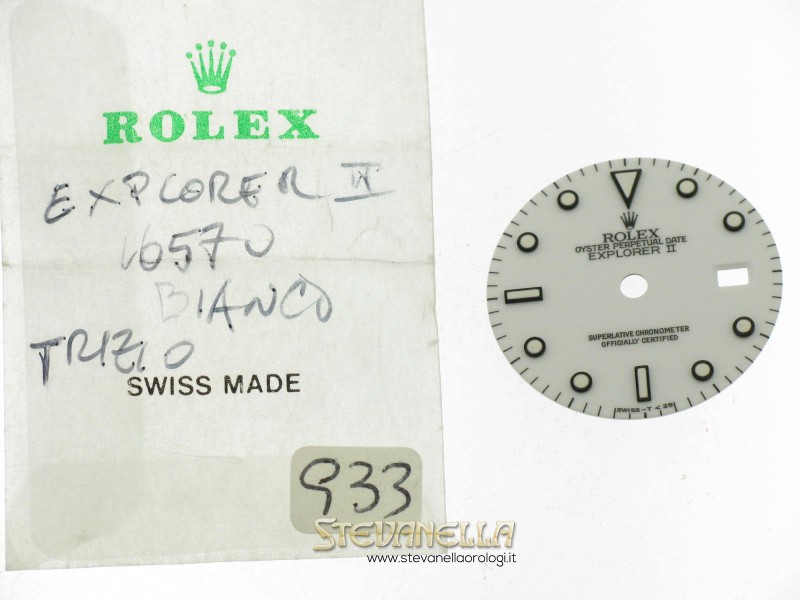 ROLEX
EXPLORER II
16570
BIANCO
TRIZIO
SWISS MADE
933
ROLEX
OYSTER PERPETUAL DATE
EXPLORER II
SUPERLATIVE CHRONOMETER
OFFICIALLY CERTIFIED
SWISS-T<25
STEVANELLA
www.stevanellaorologi.it